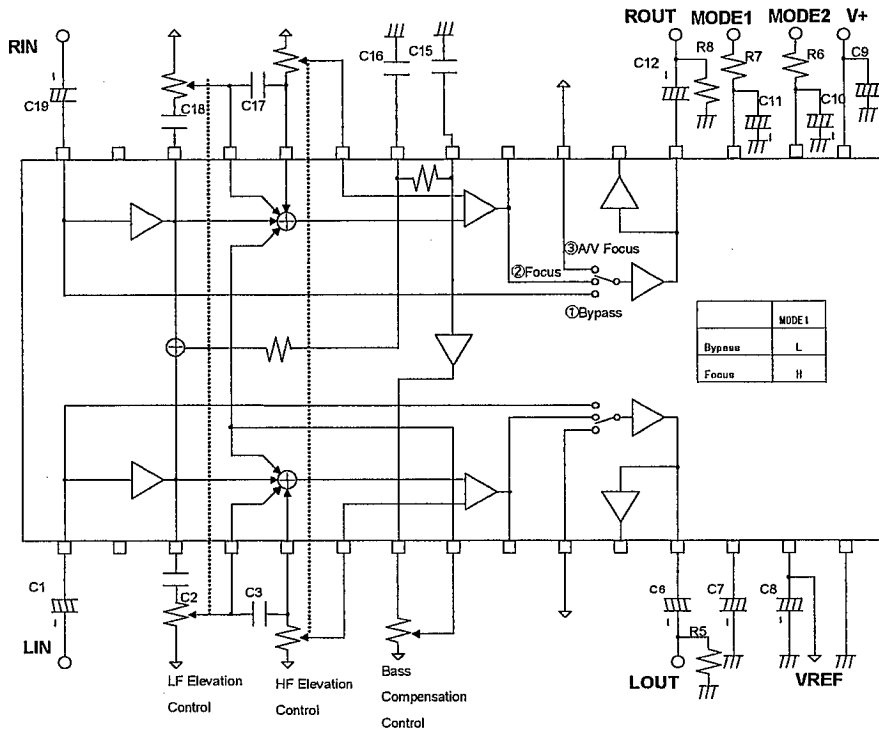 ROUT MODE1 MODE2 V+
RIN
C16 C15
C12 R8 R7 R6 C9
C19 C18 C17 C11 C10
③A/V Focus
②Focus
①Bypass
MODE1
Bypass L
Focus H
C1 C2 C3 C6 C7 C8
R5
LIN
LOUT VREF
LF Elevation
Control
HF Elevation
Control
Bass
Compensation
Control